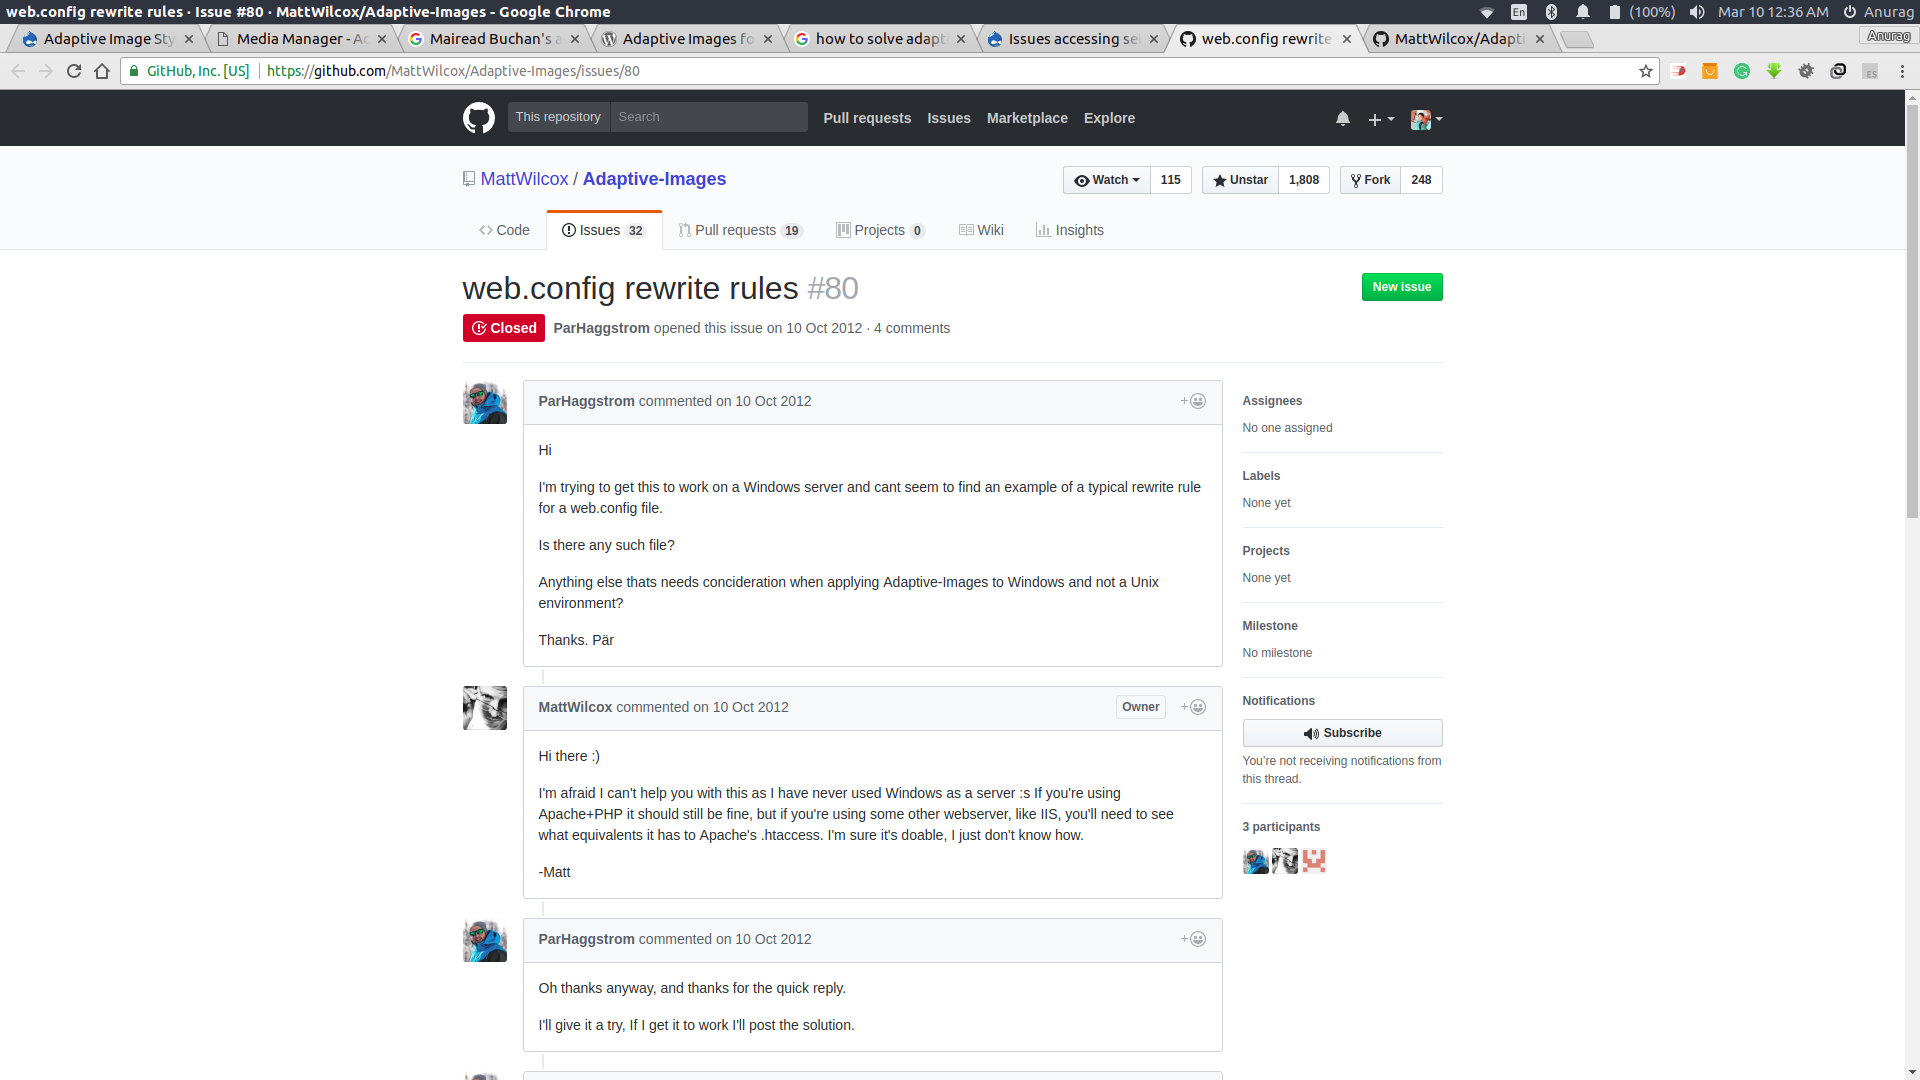 web.config rewrite rules · Issue #80 · MattWilcox/Adaptive-Images - Google Chrome
En (100%) Mar 10 12:36 AM Anurag
Adaptive Image Sty
Media Manager - Ad
Mairead Buchan's a
Adaptive Images fo
how to solve adapt
Issues accessing se
web.config rewrite
MattWilcox/Adapti
Anurag
GitHub, Inc. [US] https://github.com/MattWilcox/Adaptive-Images/issues/80
ES
This repository Search Pull requests Issues Marketplace Explore
MattWilcox / Adaptive-Images
Watch 115 Unstar 1,808 Fork 248
Code Issues 32 Pull requests 19 Projects 0 Wiki Insights
web.config rewrite rules #80
New issue
Closed ParHaggstrom opened this issue on 10 Oct 2012 · 4 comments
ParHaggstrom commented on 10 Oct 2012
Hi
I'm trying to get this to work on a Windows server and cant seem to find an example of a typical rewrite rule
for a web.config file.
Is there any such file?
Anything else thats needs concideration when applying Adaptive-Images to Windows and not a Unix
environment?
Thanks. Pär
MattWilcox commented on 10 Oct 2012 Owner
Hi there :)
I'm afraid I can't help you with this as I have never used Windows as a server :s If you're using
Apache+PHP it should still be fine, but if you're using some other webserver, like IIS, you'll need to see
what equivalents it has to Apache's .htaccess. I'm sure it's doable, I just don't know how.
-Matt
ParHaggstrom commented on 10 Oct 2012
Oh thanks anyway, and thanks for the quick reply.
I'll give it a try, If I get it to work I'll post the solution.
Assignees
No one assigned
Labels
None yet
Projects
None yet
Milestone
No milestone
Notifications
Subscribe
You're not receiving notifications from
this thread.
3 participants